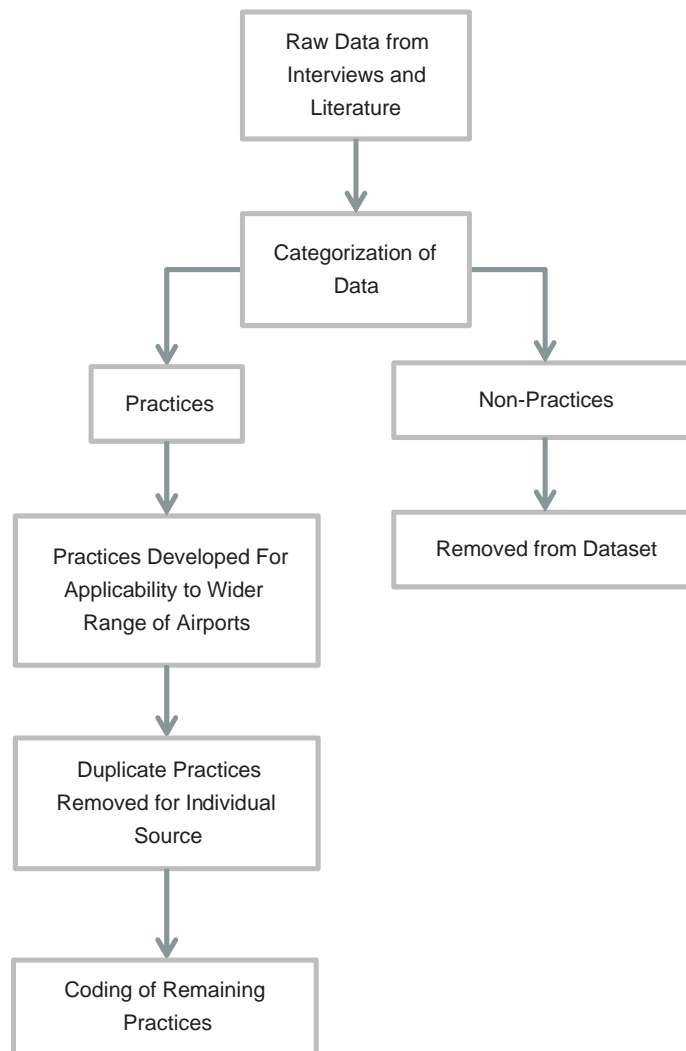 Raw Data from
Interviews and
Literature
Categorization of
Data
Practices
Non-Practices
Practices Developed For
Applicability to Wider
Range of Airports
Removed from Dataset
Duplicate Practices
Removed for Individual
Source
Coding of Remaining
Practices